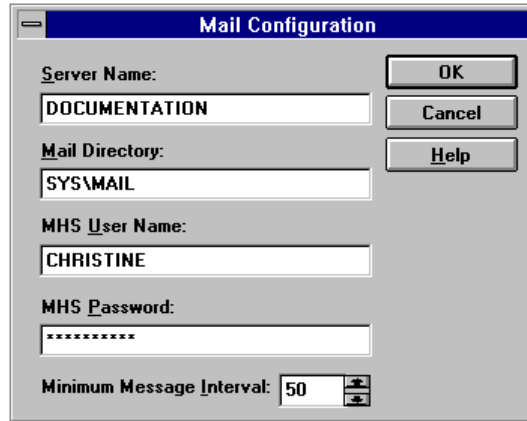 Mail Configuration
Server Name:
DOCUMENTATION
OK
Cancel
Mail Directory:
SYS\MAIL
Help
MHS User Name:
CHRISTINE
MHS Password:
**********
Minimum Message Interval: 50